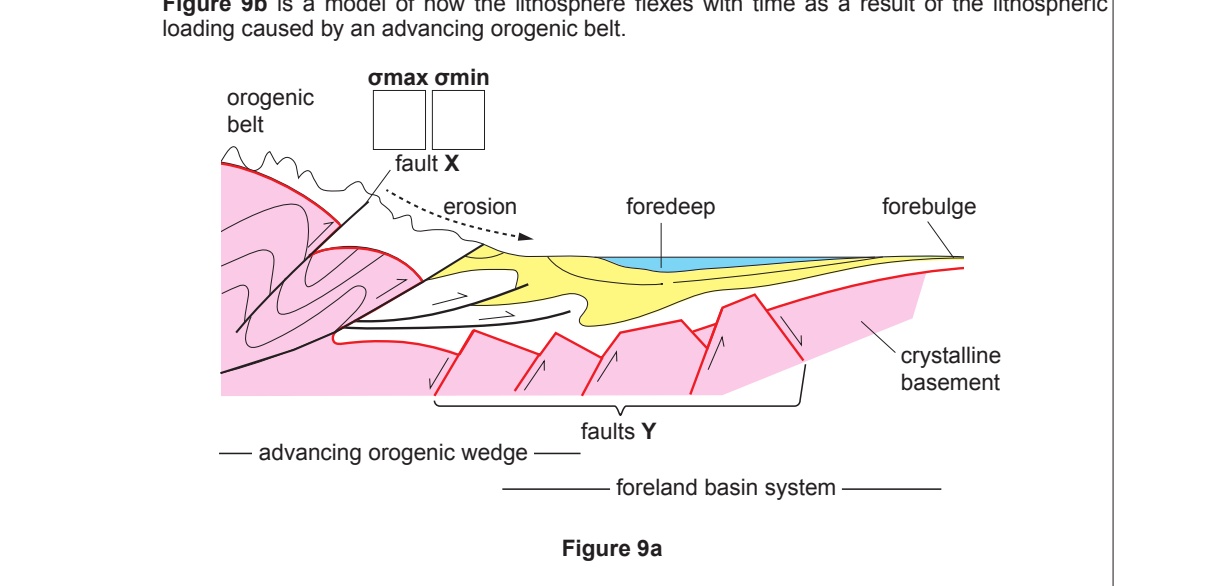 Figure 9b is a model of how the lithosphere flexes with time as a result of the lithospheric
loading caused by an advancing orogenic belt.
σmax σmin
orogenic
belt
fault X
erosion
foredeep
forebulge
crystalline
basement
faults Y
advancing orogenic wedge
foreland basin system
Figure 9a